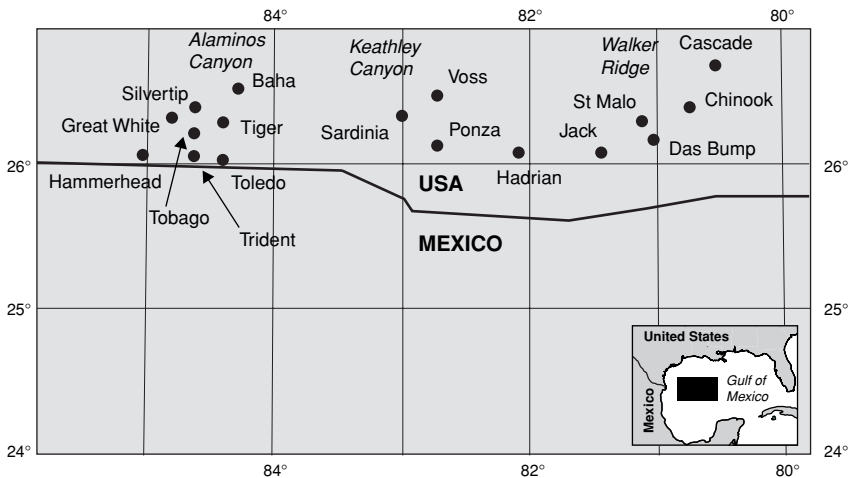 84°
82°
80°
Alaminos
Canyon
Keathley
Canyon
Walker
Ridge
Cascade
Baha
Voss
Silvertip
St Malo
Chinook
Great White
Tiger
Sardinia
Ponza
Jack
Das Bump
26°
26°
Hammerhead
Toledo
USA
Hadrian
Tobago
Trident
MEXICO
25°
25°
United States
Gulf of
Mexico
Mexico
24°
24°
84°
82°
80°